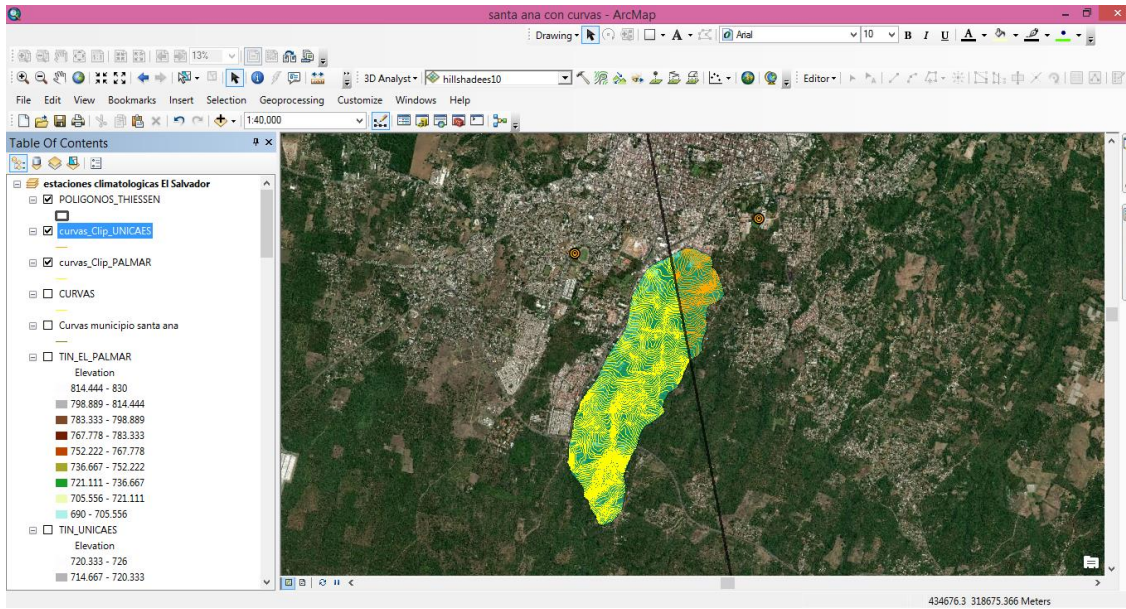 santa ana con curvas - ArcMap
Drawing
Arial
10
B I U A
13%
3D Analyst
hillshadees10
Editor
File Edit View Bookmarks Insert Selection Geoprocessing Customize Windows Help
1:40,000
Table Of Contents
estaciones climatologicas El Salvador
POLIGONOS_THIESSEN
curvas_Clip_UNICAES
curvas_Clip_PALMAR
CURVAS
Curvas municipio santa ana
TIN_EL_PALMAR
Elevation
814.444 - 830
798.889 - 814.444
783.333 - 798.889
767.778 - 783.333
752.222 - 767.778
736.667 - 752.222
721.111 - 736.667
705.556 - 721.111
690 - 705.556
TIN_UNICAES
Elevation
720.333 - 726
714.667 - 720.333
434676.3 318675.366 Meters